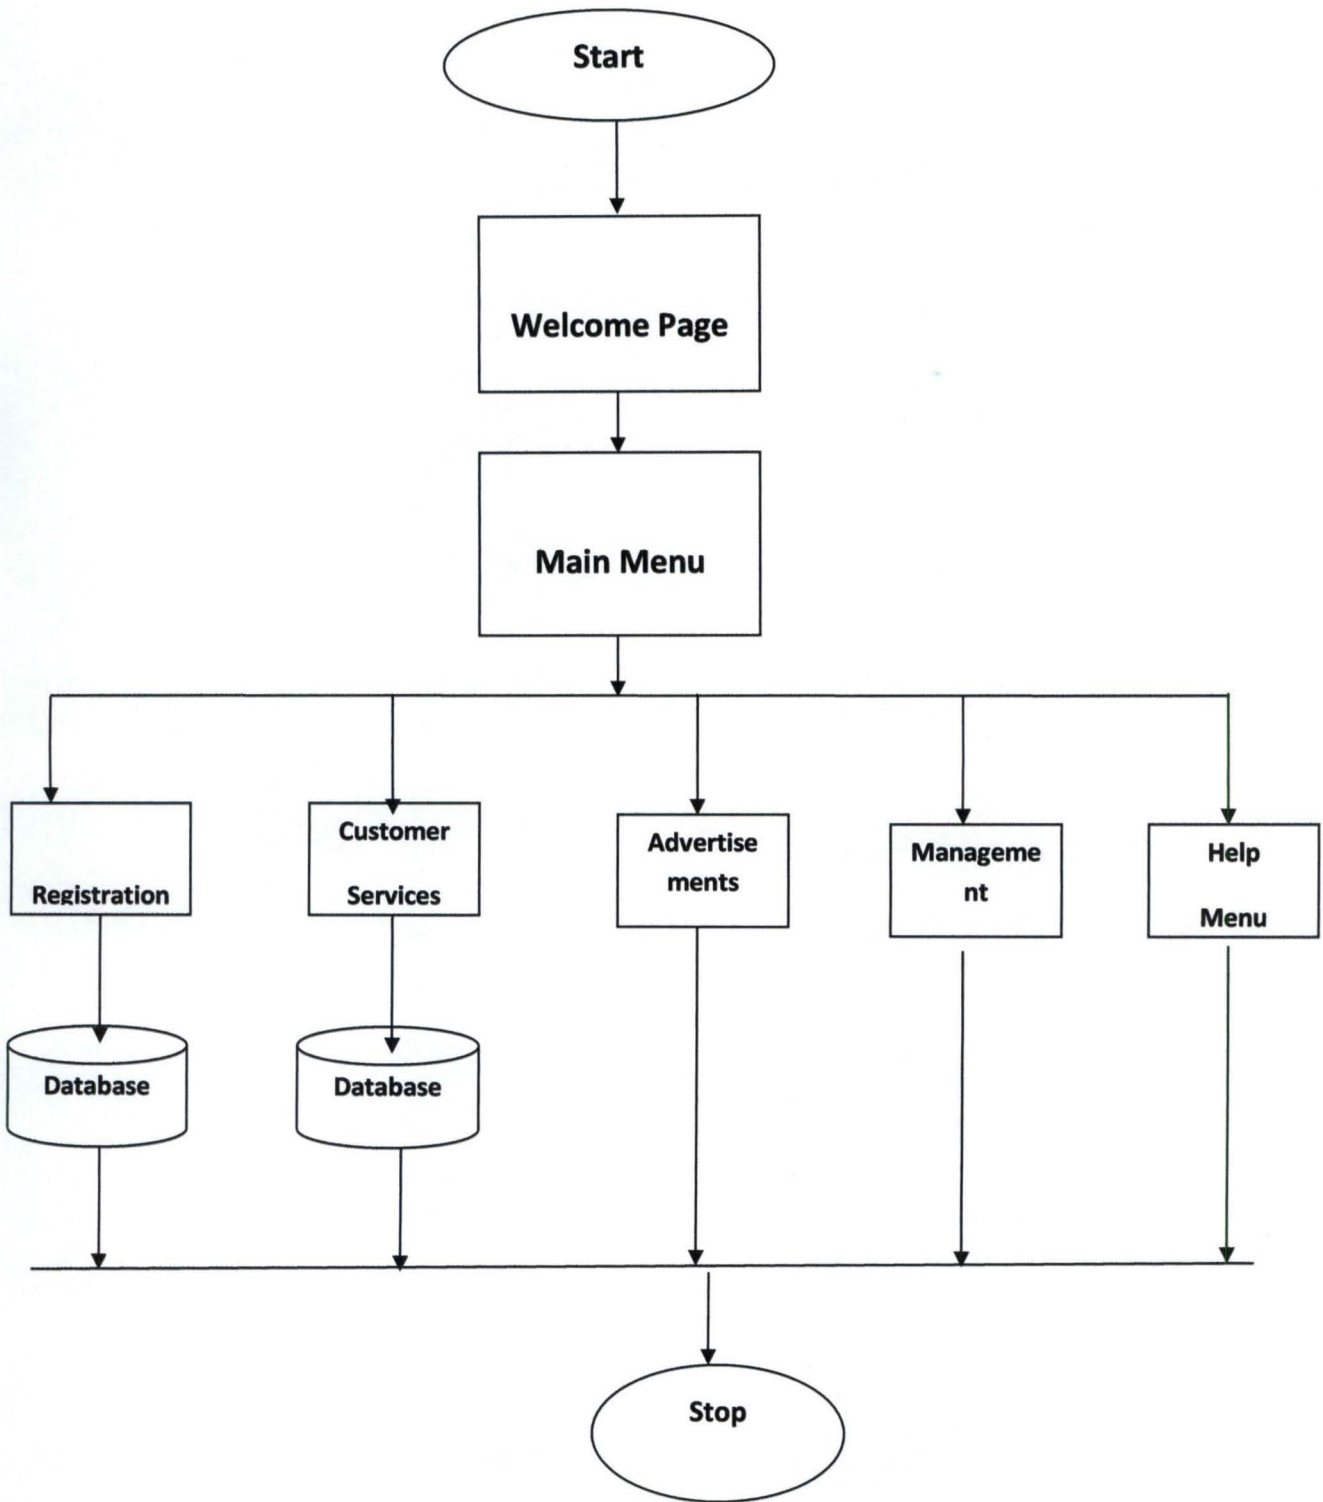 Start
Welcome Page
Main Menu
Registration
Customer
Services
Advertise
ments
Manageme
nt
Help
Menu
Database
Database
Stop